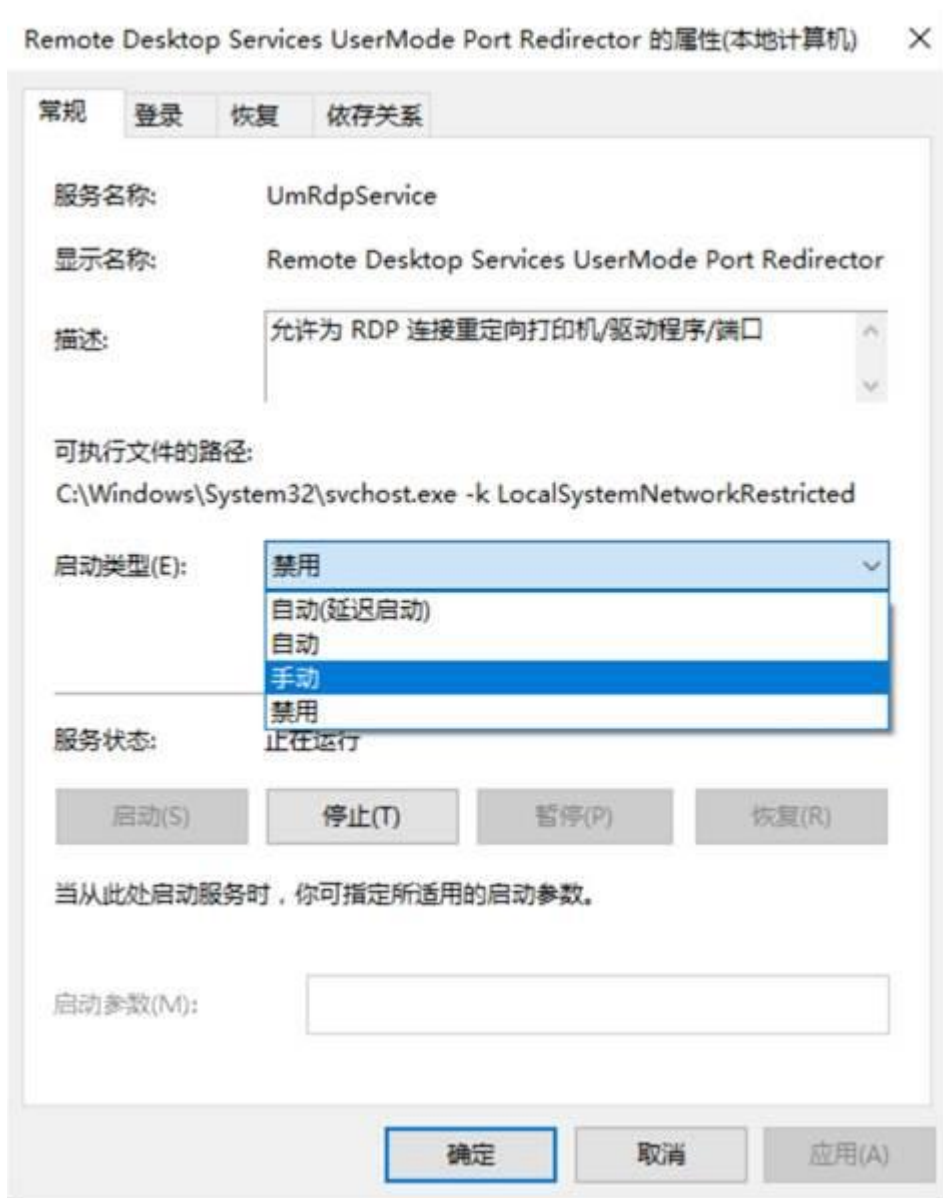 Remote Desktop Services UserMode Port Redirector 的属性(本地计算机)
常规 登录 恢复 依存关系
服务名称: UmRdpService
显示名称: Remote Desktop Services UserMode Port Redirector
描述: 允许为 RDP 连接重定向打印机/驱动程序/端口
可执行文件的路径:
C:\Windows\System32\svchost.exe -k LocalSystemNetworkRestricted
启动类型(E): 禁用
自动(延迟启动)
自动
手动
禁用
服务状态: 正在运行
启动(S) 停止(T) 暂停(P) 恢复(R)
当从此处启动服务时，你可指定所适用的启动参数。
启动参数(M):
确定 取消 应用(A)